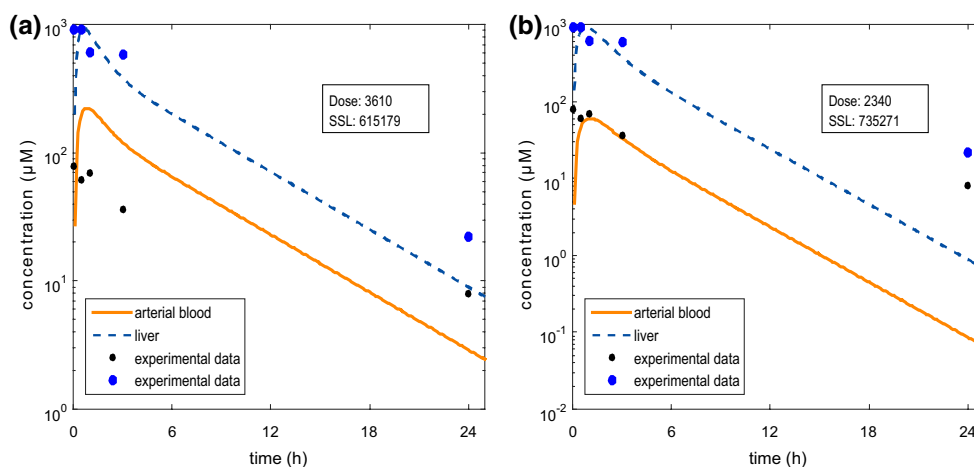 (a)
concentration (µM)
10³
10²
10¹
10⁰
Dose: 3610
SSL: 615179
arterial blood
liver
experimental data
experimental data
0 6 12 18 24
time (h)
(b)
concentration (µM)
10³
10²
10¹
10⁰
10⁻¹
10⁻²
Dose: 2340
SSL: 735271
arterial blood
liver
experimental data
experimental data
0 6 12 18 24
time (h)